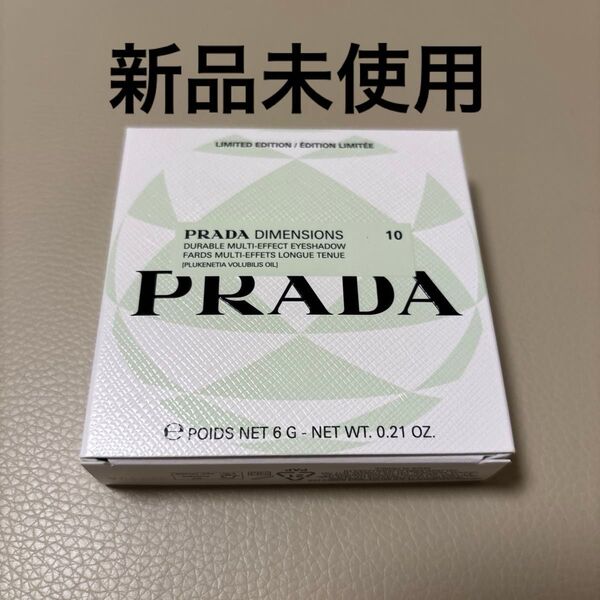 新品未使用
LIMITED EDITION / ÉDITION LIMITÉE
PRADA DIMENSIONS 10
DURABLE MULTI-EFFECT EYESHADOW
FARDS MULTI-EFFETS LONGUE TENUE
[PLUKENETIA VOLUBILIS OIL]
PRADA
℮ POIDS NET 6 G - NET WT. 0.21 OZ.